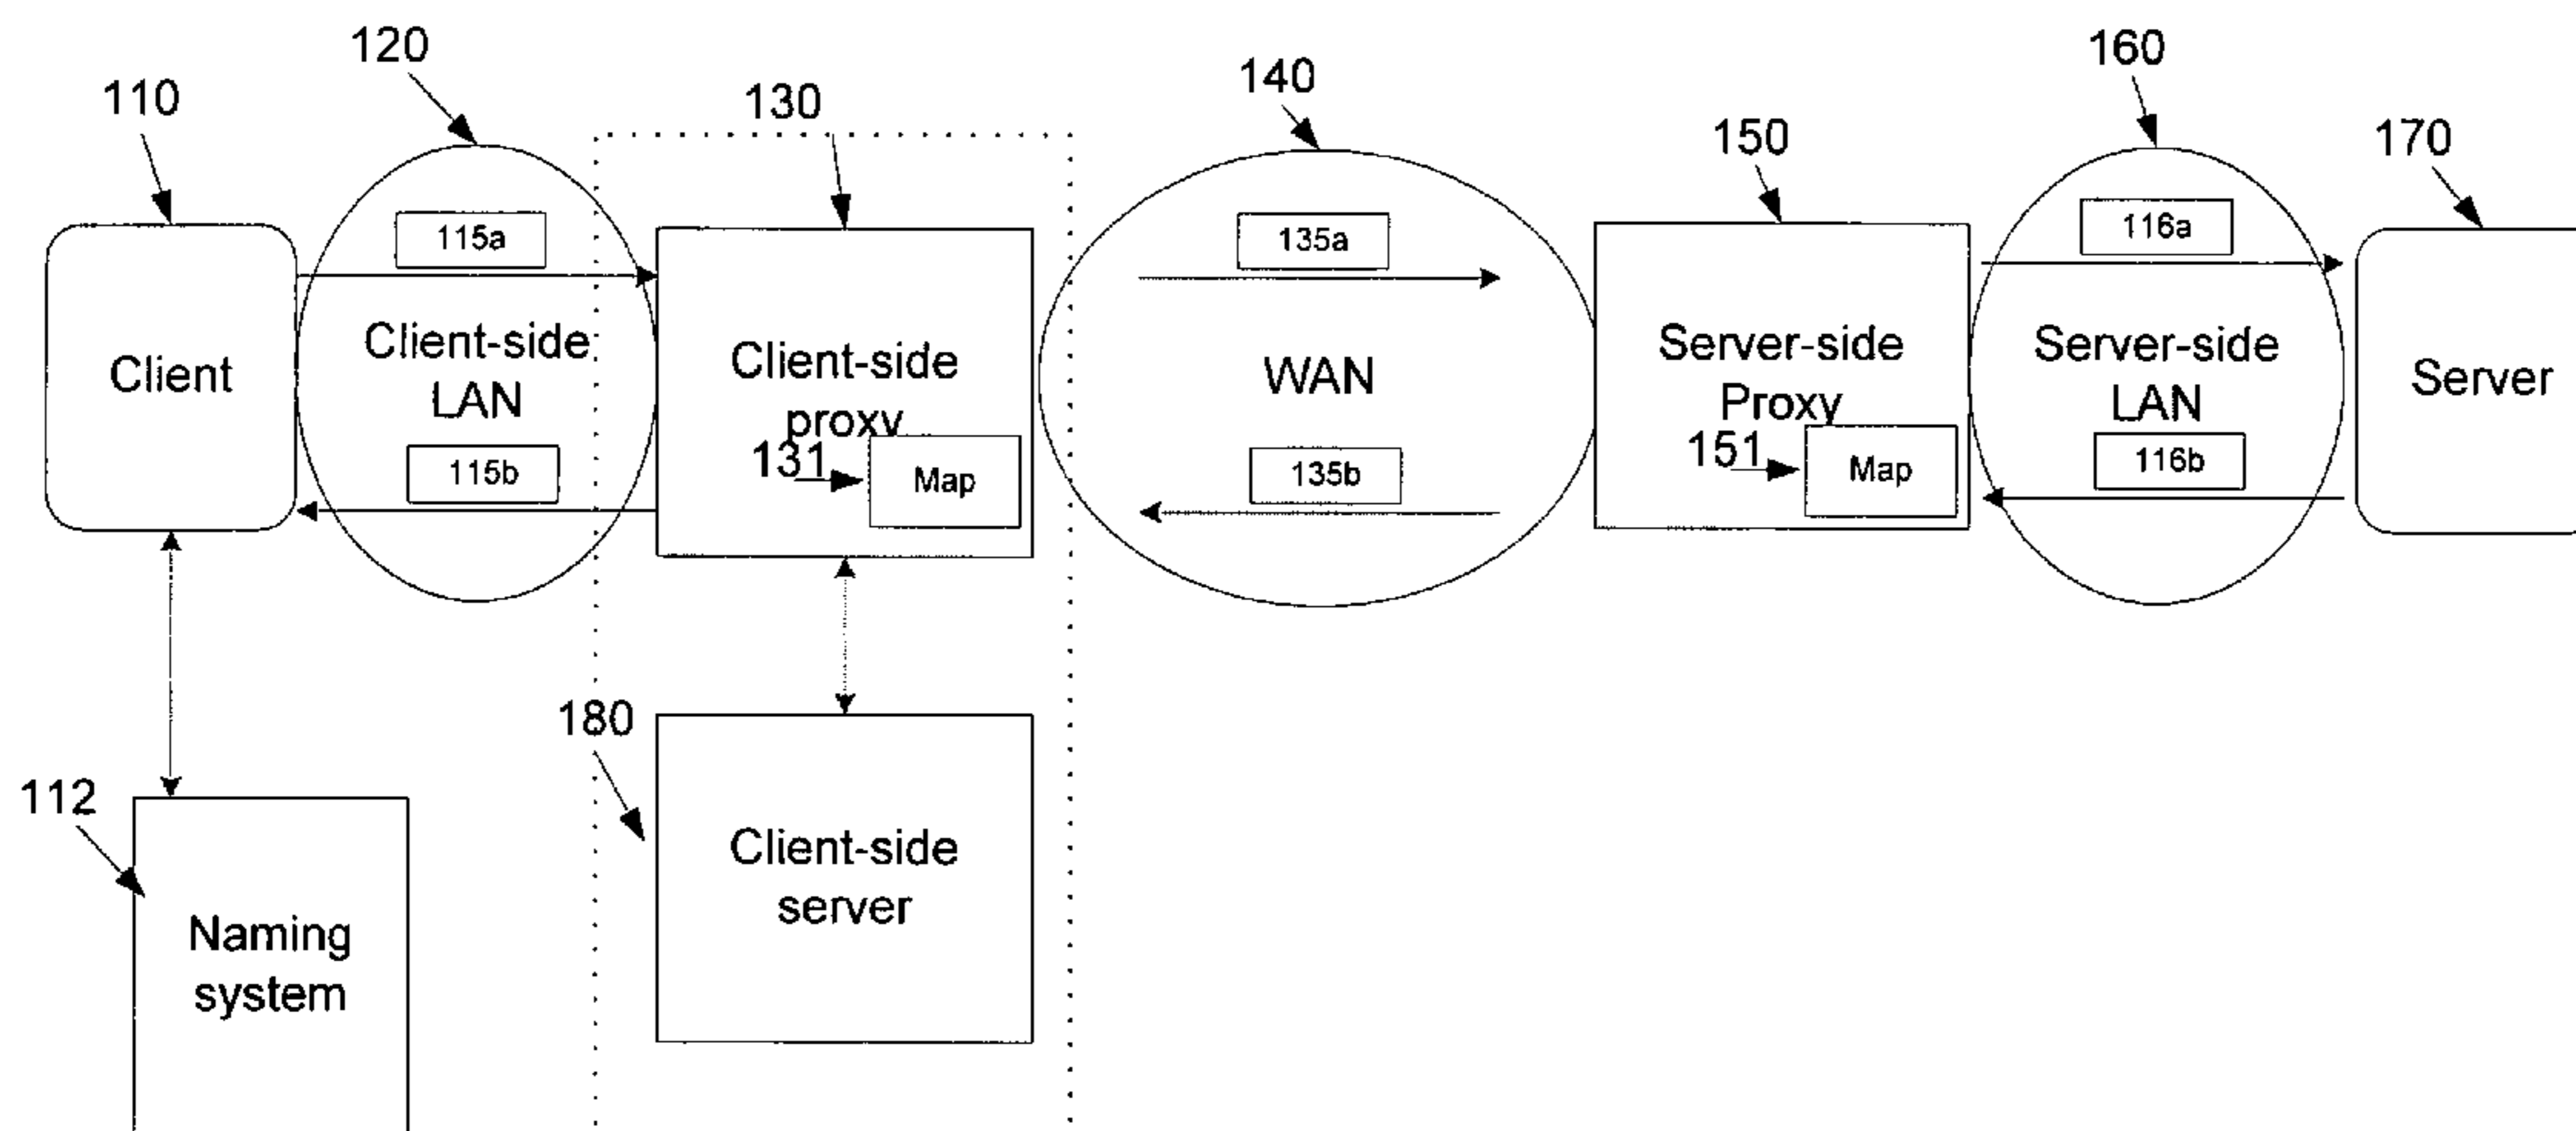 120
160
140
110
130
150
170
115a
135a
116a
Client-side
LAN
Client
Client-side
proxy
WAN
Server-side
Proxy
Server-side
LAN
Server
115b
131
Map
135b
151
Map
116b
180
112
Client-side
server
Naming
system